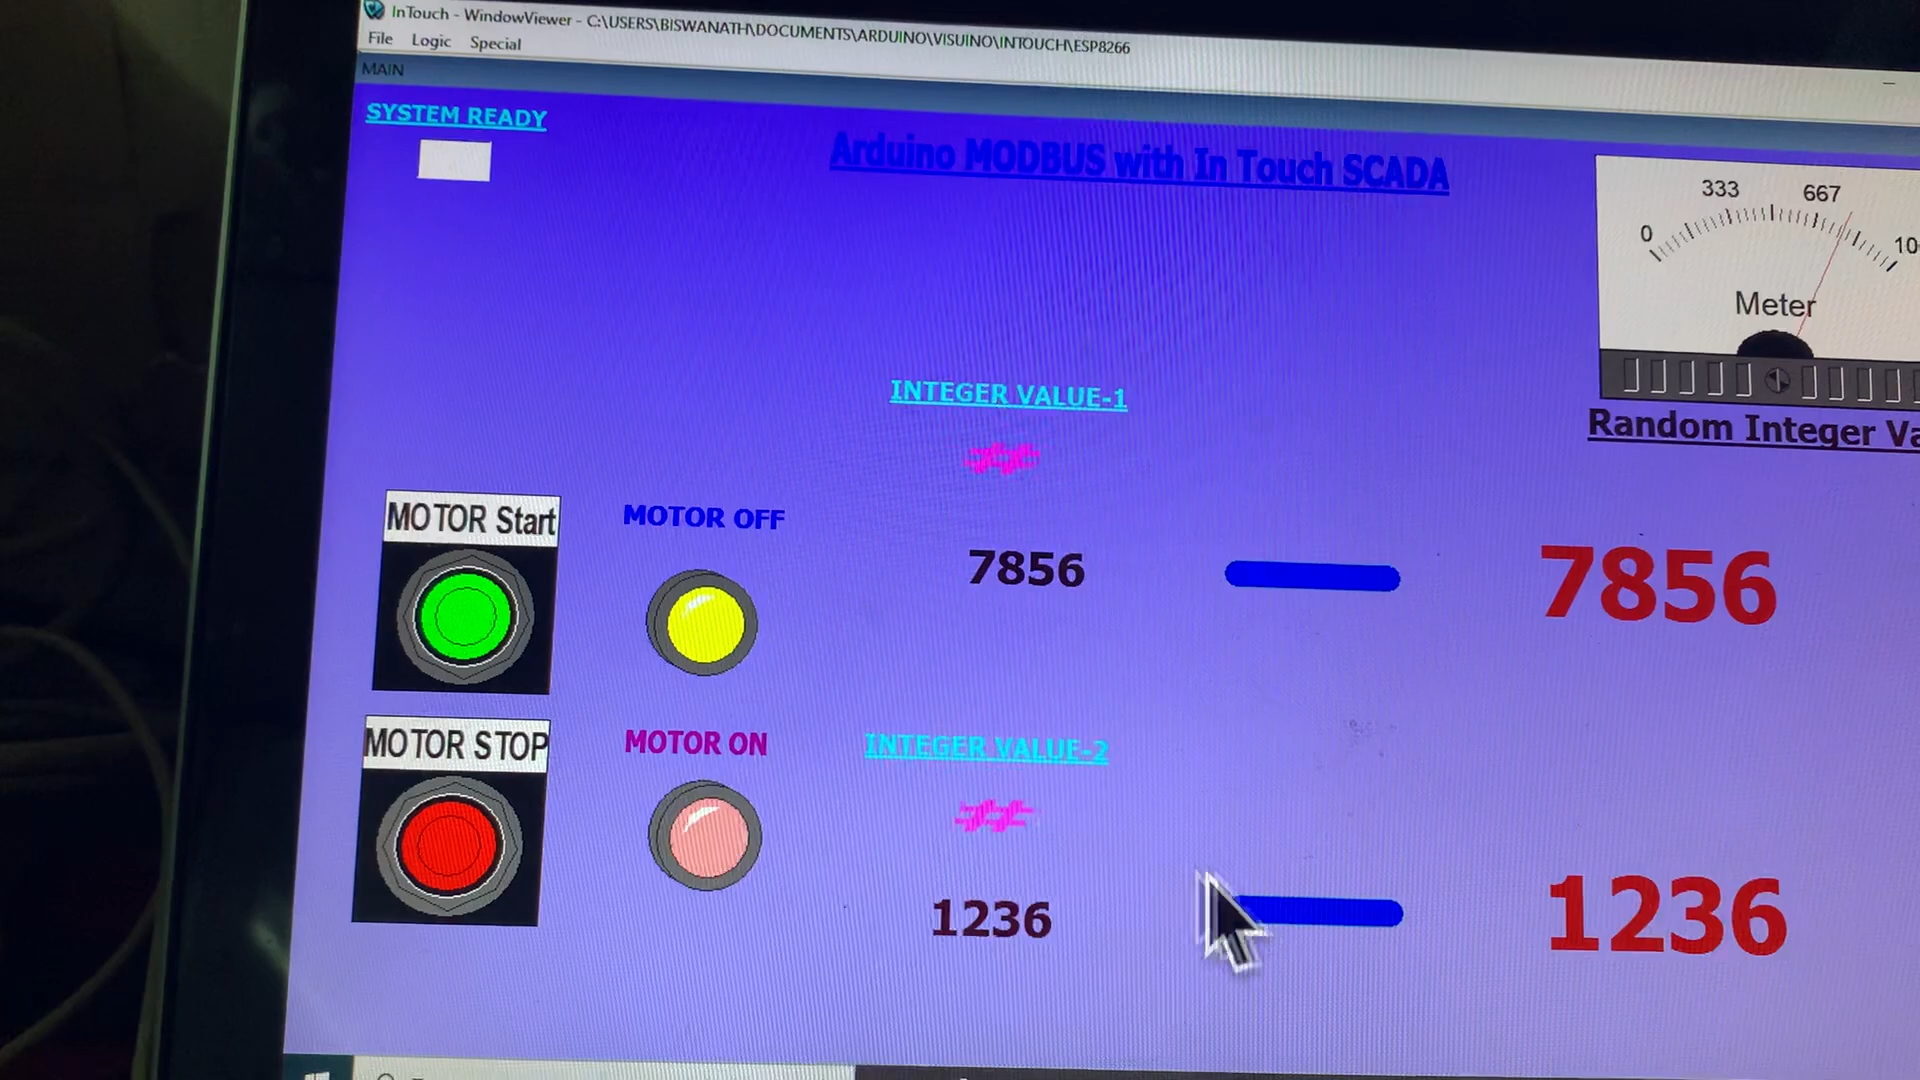 InTouch - WindowViewer - C:\USERS\BISWANATH\DOCUMENTS\ARDUINO\VISUINO\INTOUCH\ESP8266
File Logic Special
MAIN
SYSTEM READY
Arduino MODBUS with In Touch SCADA
0 333 667 10
Meter
Random Integer Va
INTEGER VALUE-1
##
MOTOR Start
MOTOR OFF
7856
7856
MOTOR STOP
MOTOR ON
INTEGER VALUE-2
##
1236
1236